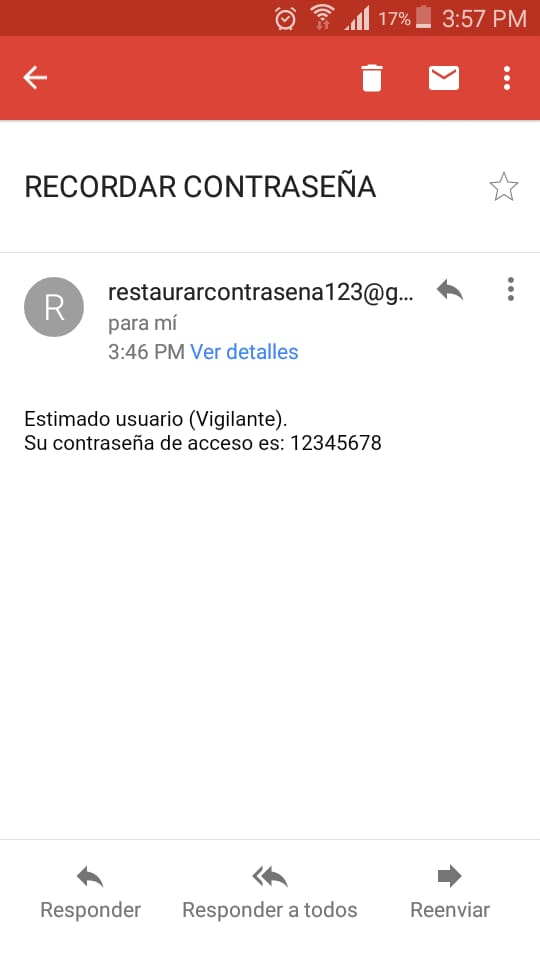 17% 3:57 PM
RECORDAR CONTRASEÑA
R
restaurarcontrasena123@g...
para mí
3:46 PM Ver detalles
Estimado usuario (Vigilante).
Su contraseña de acceso es: 12345678
Responder
Responder a todos
Reenviar